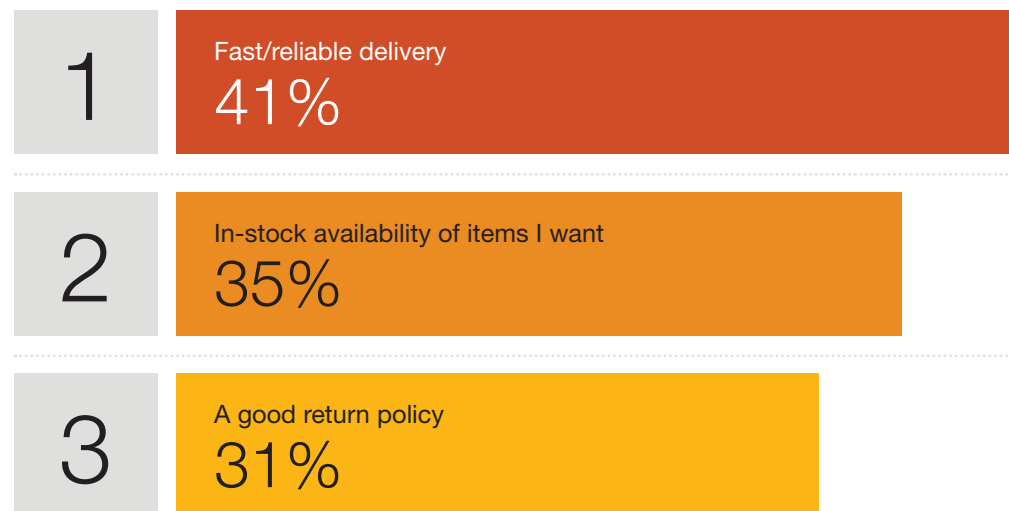 1
Fast/reliable delivery
41%
2
In-stock availability of items I want
35%
3
A good return policy
31%